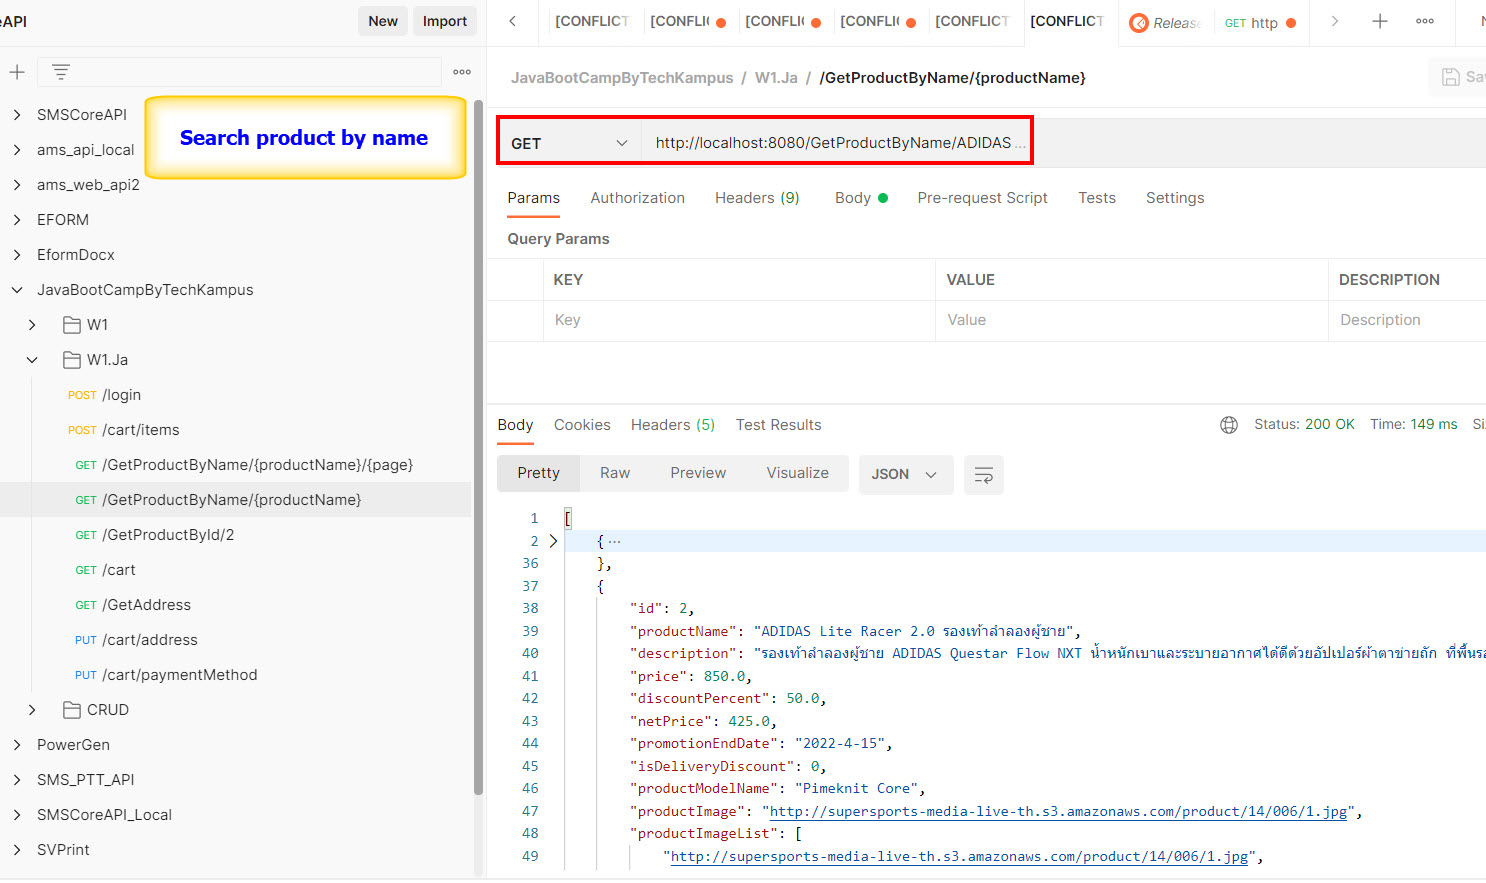 eAPI
New
Import
[CONFLICT
[CONFLI
[CONFLI
[CONFLI
[CONFLICT
[CONFLICT
Release
GET http
JavaBootCampByTechKampus / W1.Ja / /GetProductByName/{productName}
Sav
SMSCoreAPI
ams_api_local
ams_web_api2
EFORM
EformDocx
JavaBootCampByTechKampus
W1
W1.Ja
POST /login
POST /cart/items
GET /GetProductByName/{productName}/{page}
GET /GetProductByName/{productName}
GET /GetProductById/2
GET /cart
GET /GetAddress
PUT /cart/address
PUT /cart/paymentMethod
CRUD
PowerGen
SMS_PTT_API
SMSCoreAPI_Local
SVPrint
Search product by name
GET
http://localhost:8080/GetProductByName/ADIDAS ...
Params
Authorization
Headers (9)
Body
Pre-request Script
Tests
Settings
Query Params
KEY
VALUE
DESCRIPTION
Key
Value
Description
Body
Cookies
Headers (5)
Test Results
Status: 200 OK
Time: 149 ms
Si
Pretty
Raw
Preview
Visualize
JSON
1 [
2 { ...
36 },
37 {
38 "id": 2,
39 "productName": "ADIDAS Lite Racer 2.0 รองเท้าลำลองผู้ชาย",
40 "description": "รองเท้าลำลองผู้ชาย ADIDAS Questar Flow NXT น้ำหนักเบาและระบายอากาศได้ดีด้วยอัปเปอร์ผ้าตาข่ายถัก ที่พื้นรอ
41 "price": 850.0,
42 "discountPercent": 50.0,
43 "netPrice": 425.0,
44 "promotionEndDate": "2022-4-15",
45 "isDeliveryDiscount": 0,
46 "productModelName": "Pimeknit Core",
47 "productImage": "http://supersports-media-live-th.s3.amazonaws.com/product/14/006/1.jpg",
48 "productImageList": [
49 "http://supersports-media-live-th.s3.amazonaws.com/product/14/006/1.jpg",